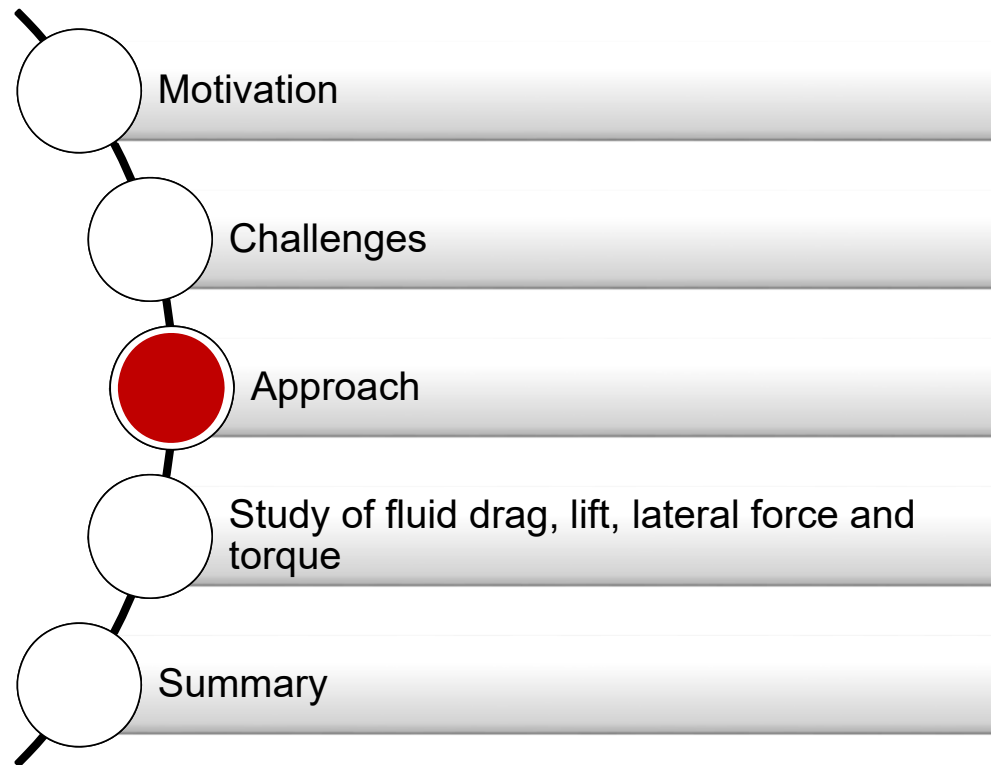 Motivation
Challenges
Approach
Study of fluid drag, lift, lateral force and
torque
Summary